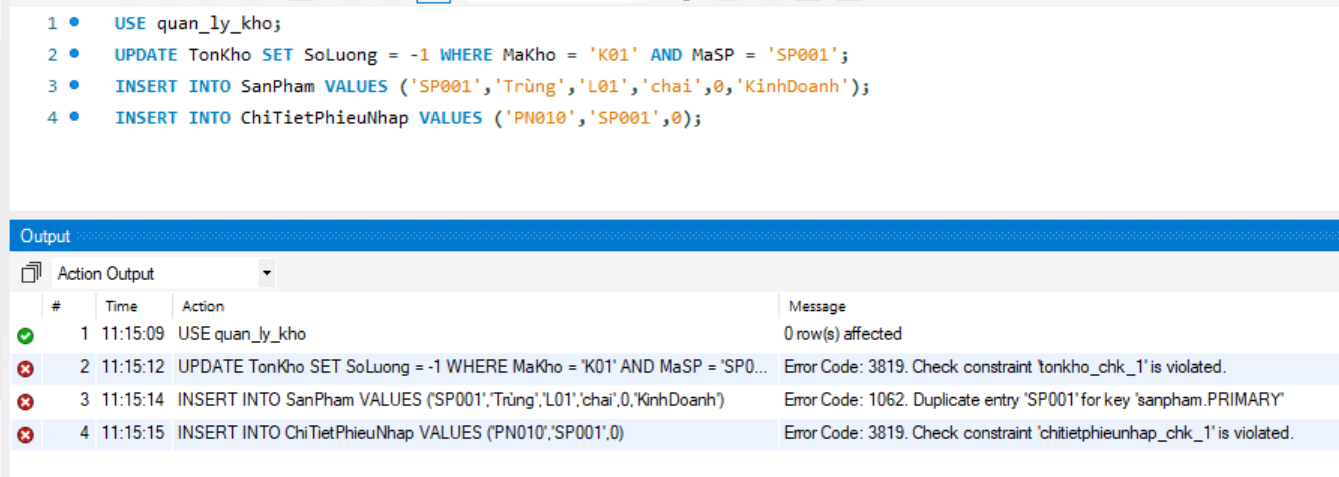 1 USE quan_ly_kho;
2 UPDATE TonKho SET SoLuong = -1 WHERE MaKho = 'K01' AND MaSP = 'SP001';
3 INSERT INTO SanPham VALUES ('SP001','Trùng','L01','chai',0,'KinhDoanh');
4 INSERT INTO ChiTietPhieuNhap VALUES ('PN010','SP001',0);
Output
Action Output
# Time Action Message
1 11:15:09 USE quan_ly_kho 0 row(s) affected
2 11:15:12 UPDATE TonKho SET SoLuong = -1 WHERE MaKho = 'K01' AND MaSP = 'SP0... Error Code: 3819. Check constraint 'tonkho_chk_1' is violated.
3 11:15:14 INSERT INTO SanPham VALUES ('SP001','Trùng','L01','chai',0,'KinhDoanh') Error Code: 1062. Duplicate entry 'SP001' for key 'sanpham.PRIMARY'
4 11:15:15 INSERT INTO ChiTietPhieuNhap VALUES ('PN010','SP001',0) Error Code: 3819. Check constraint 'chitietphieunhap_chk_1' is violated.